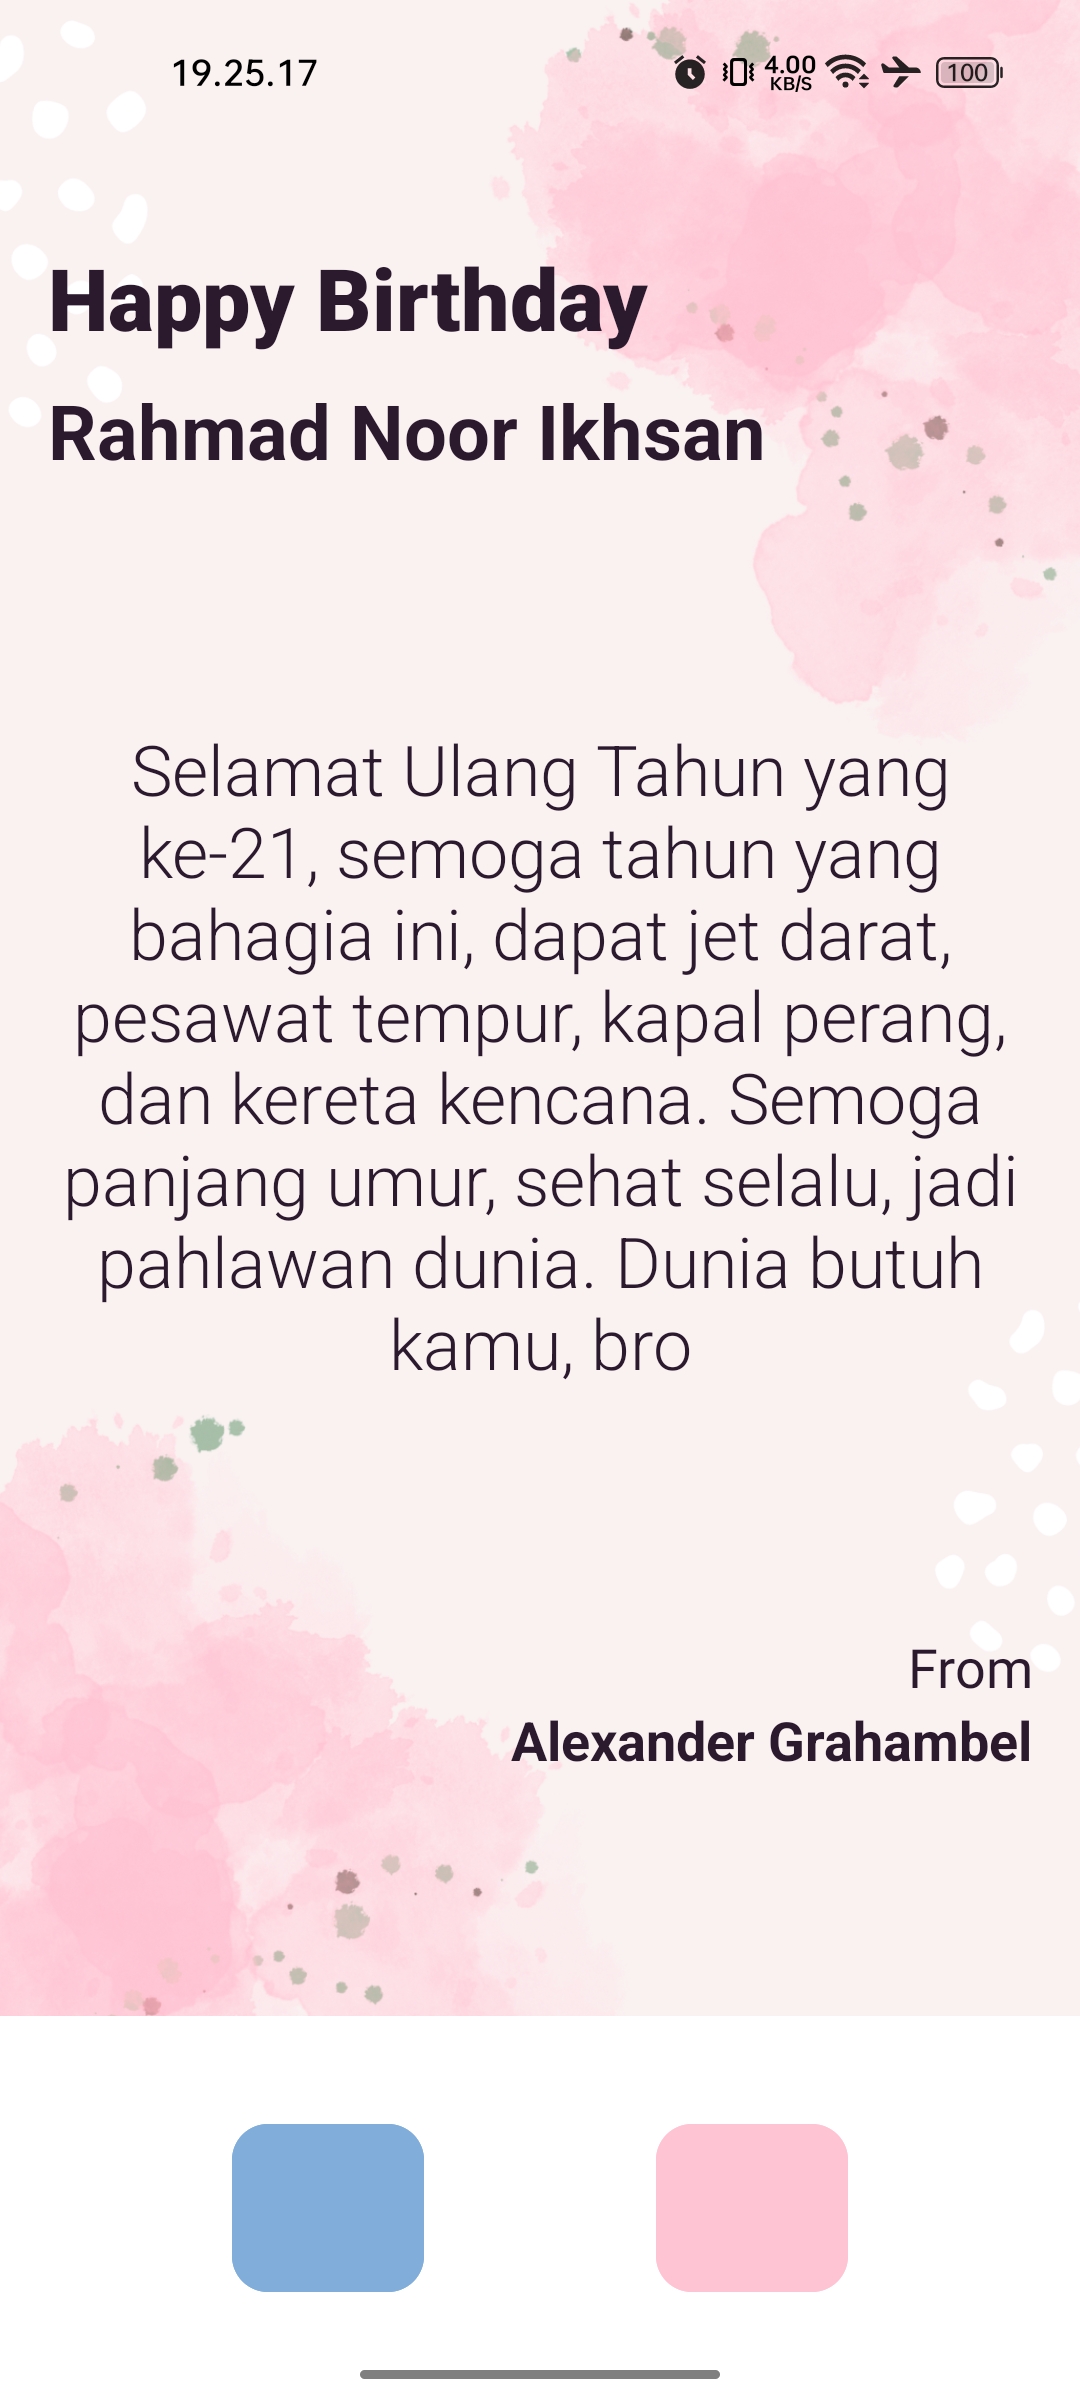 19.25.17
4.00
KB/S
100
Happy Birthday
Rahmad Noor Ikhsan
Selamat Ulang Tahun yang
ke-21, semoga tahun yang
bahagia ini, dapat jet darat,
pesawat tempur, kapal perang,
dan kereta kencana. Semoga
panjang umur, sehat selalu, jadi
pahlawan dunia. Dunia butuh
kamu, bro
From
Alexander Grahambel